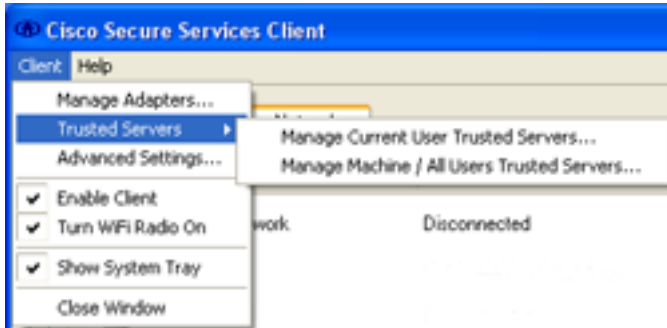 Cisco Secure Services Client
Client Help
Manage Adapters...
Trusted Servers
Manage Current User Trusted Servers...
Manage Machine / All Users Trusted Servers...
Advanced Settings...
Enable Client
Turn WiFi Radio On
work Disconnected
Show System Tray
Close Window